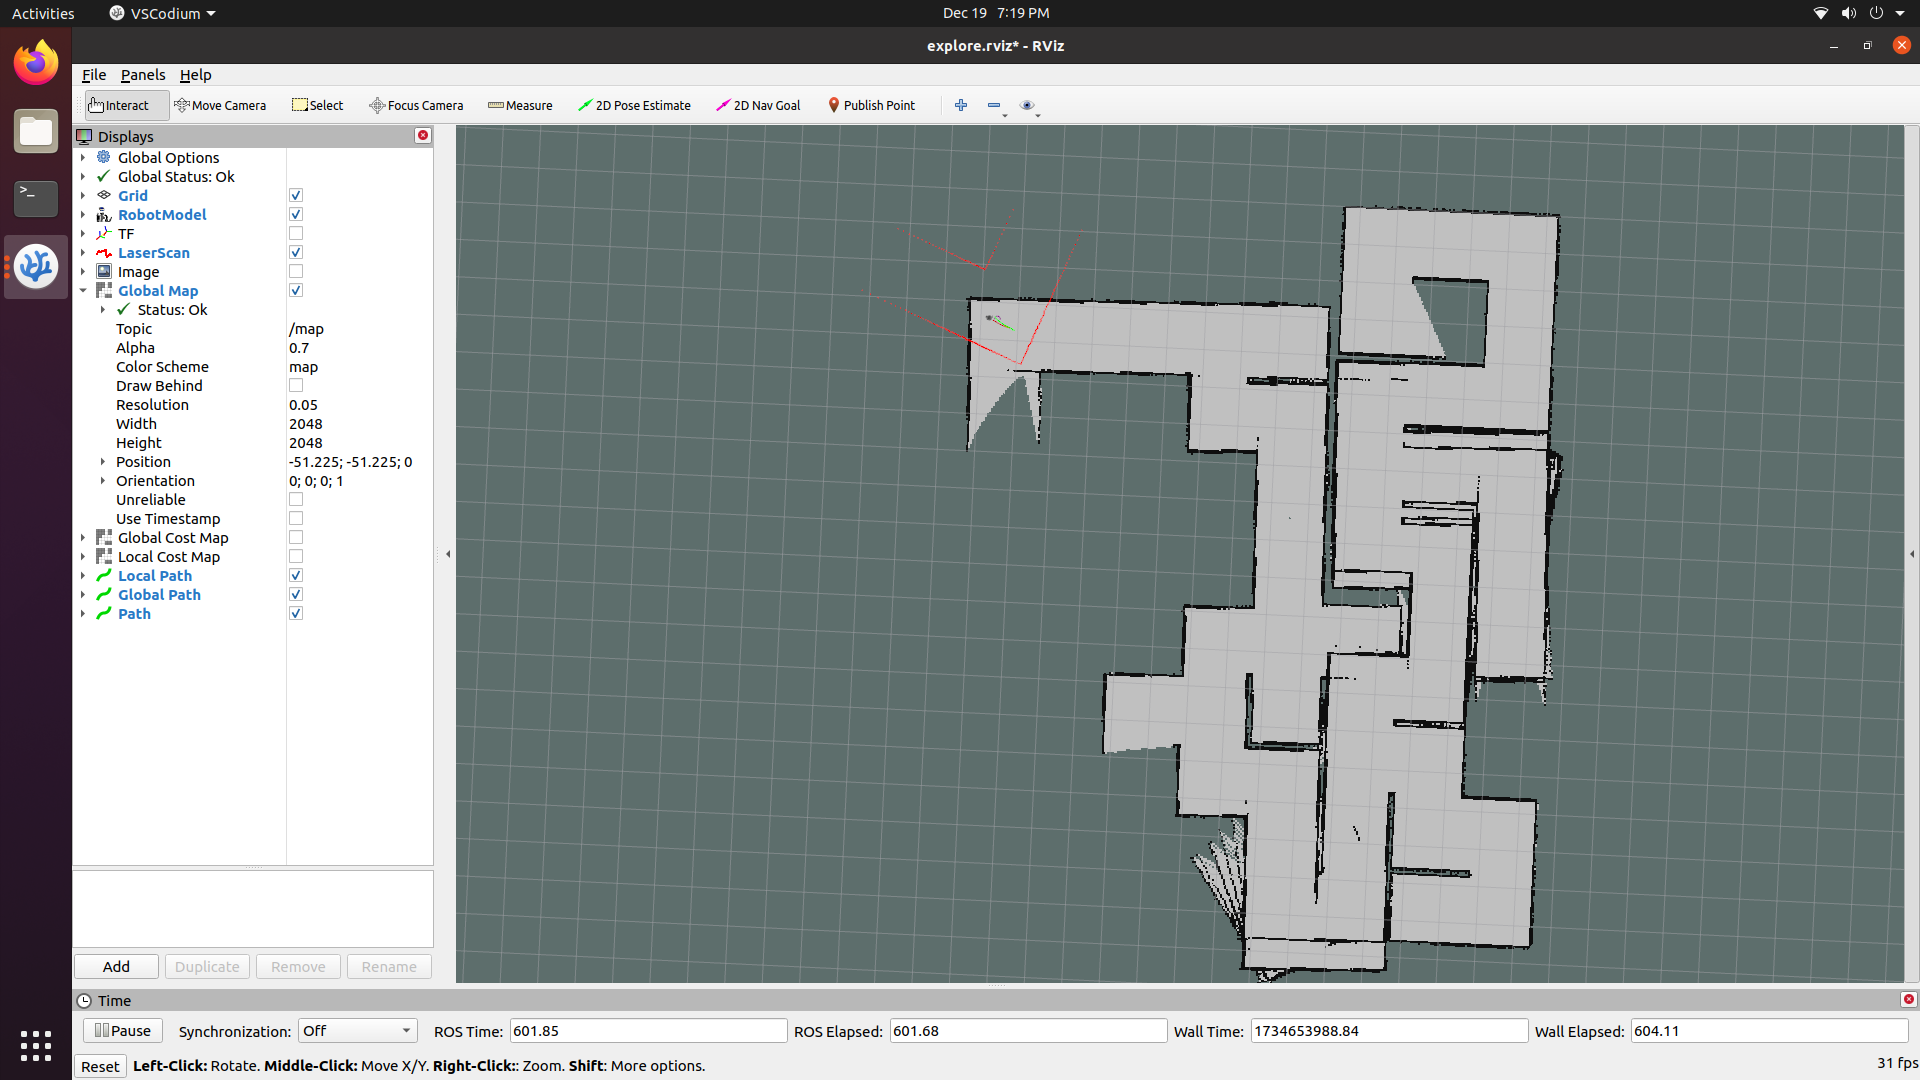 Activities VSCodium Dec 19 7:19 PM
explore.rviz* - RViz
File Panels Help
Interact Move Camera Select Focus Camera Measure 2D Pose Estimate 2D Nav Goal Publish Point
Displays
Global Options
Global Status: Ok
Grid
RobotModel
TF
LaserScan
Image
Global Map
Status: Ok
Topic /map
Alpha 0.7
Color Scheme map
Draw Behind
Resolution 0.05
Width 2048
Height 2048
Position -51.225; -51.225; 0
Orientation 0; 0; 0; 1
Unreliable
Use Timestamp
Global Cost Map
Local Cost Map
Local Path
Global Path
Path
Add Duplicate Remove Rename
Time
Pause Synchronization: Off ROS Time: 601.85 ROS Elapsed: 601.68 Wall Time: 1734653988.84 Wall Elapsed: 604.11
Reset Left-Click: Rotate. Middle-Click: Move X/Y. Right-Click:: Zoom. Shift: More options. 31 fps